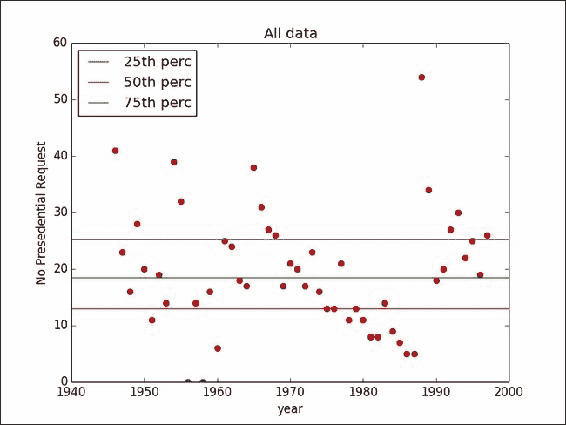 All data
60
50
40
30
20
10
0
25th perc
50th perc
75th perc
No Presedential Request
1940 1950 1960 1970 1980 1990 2000
year